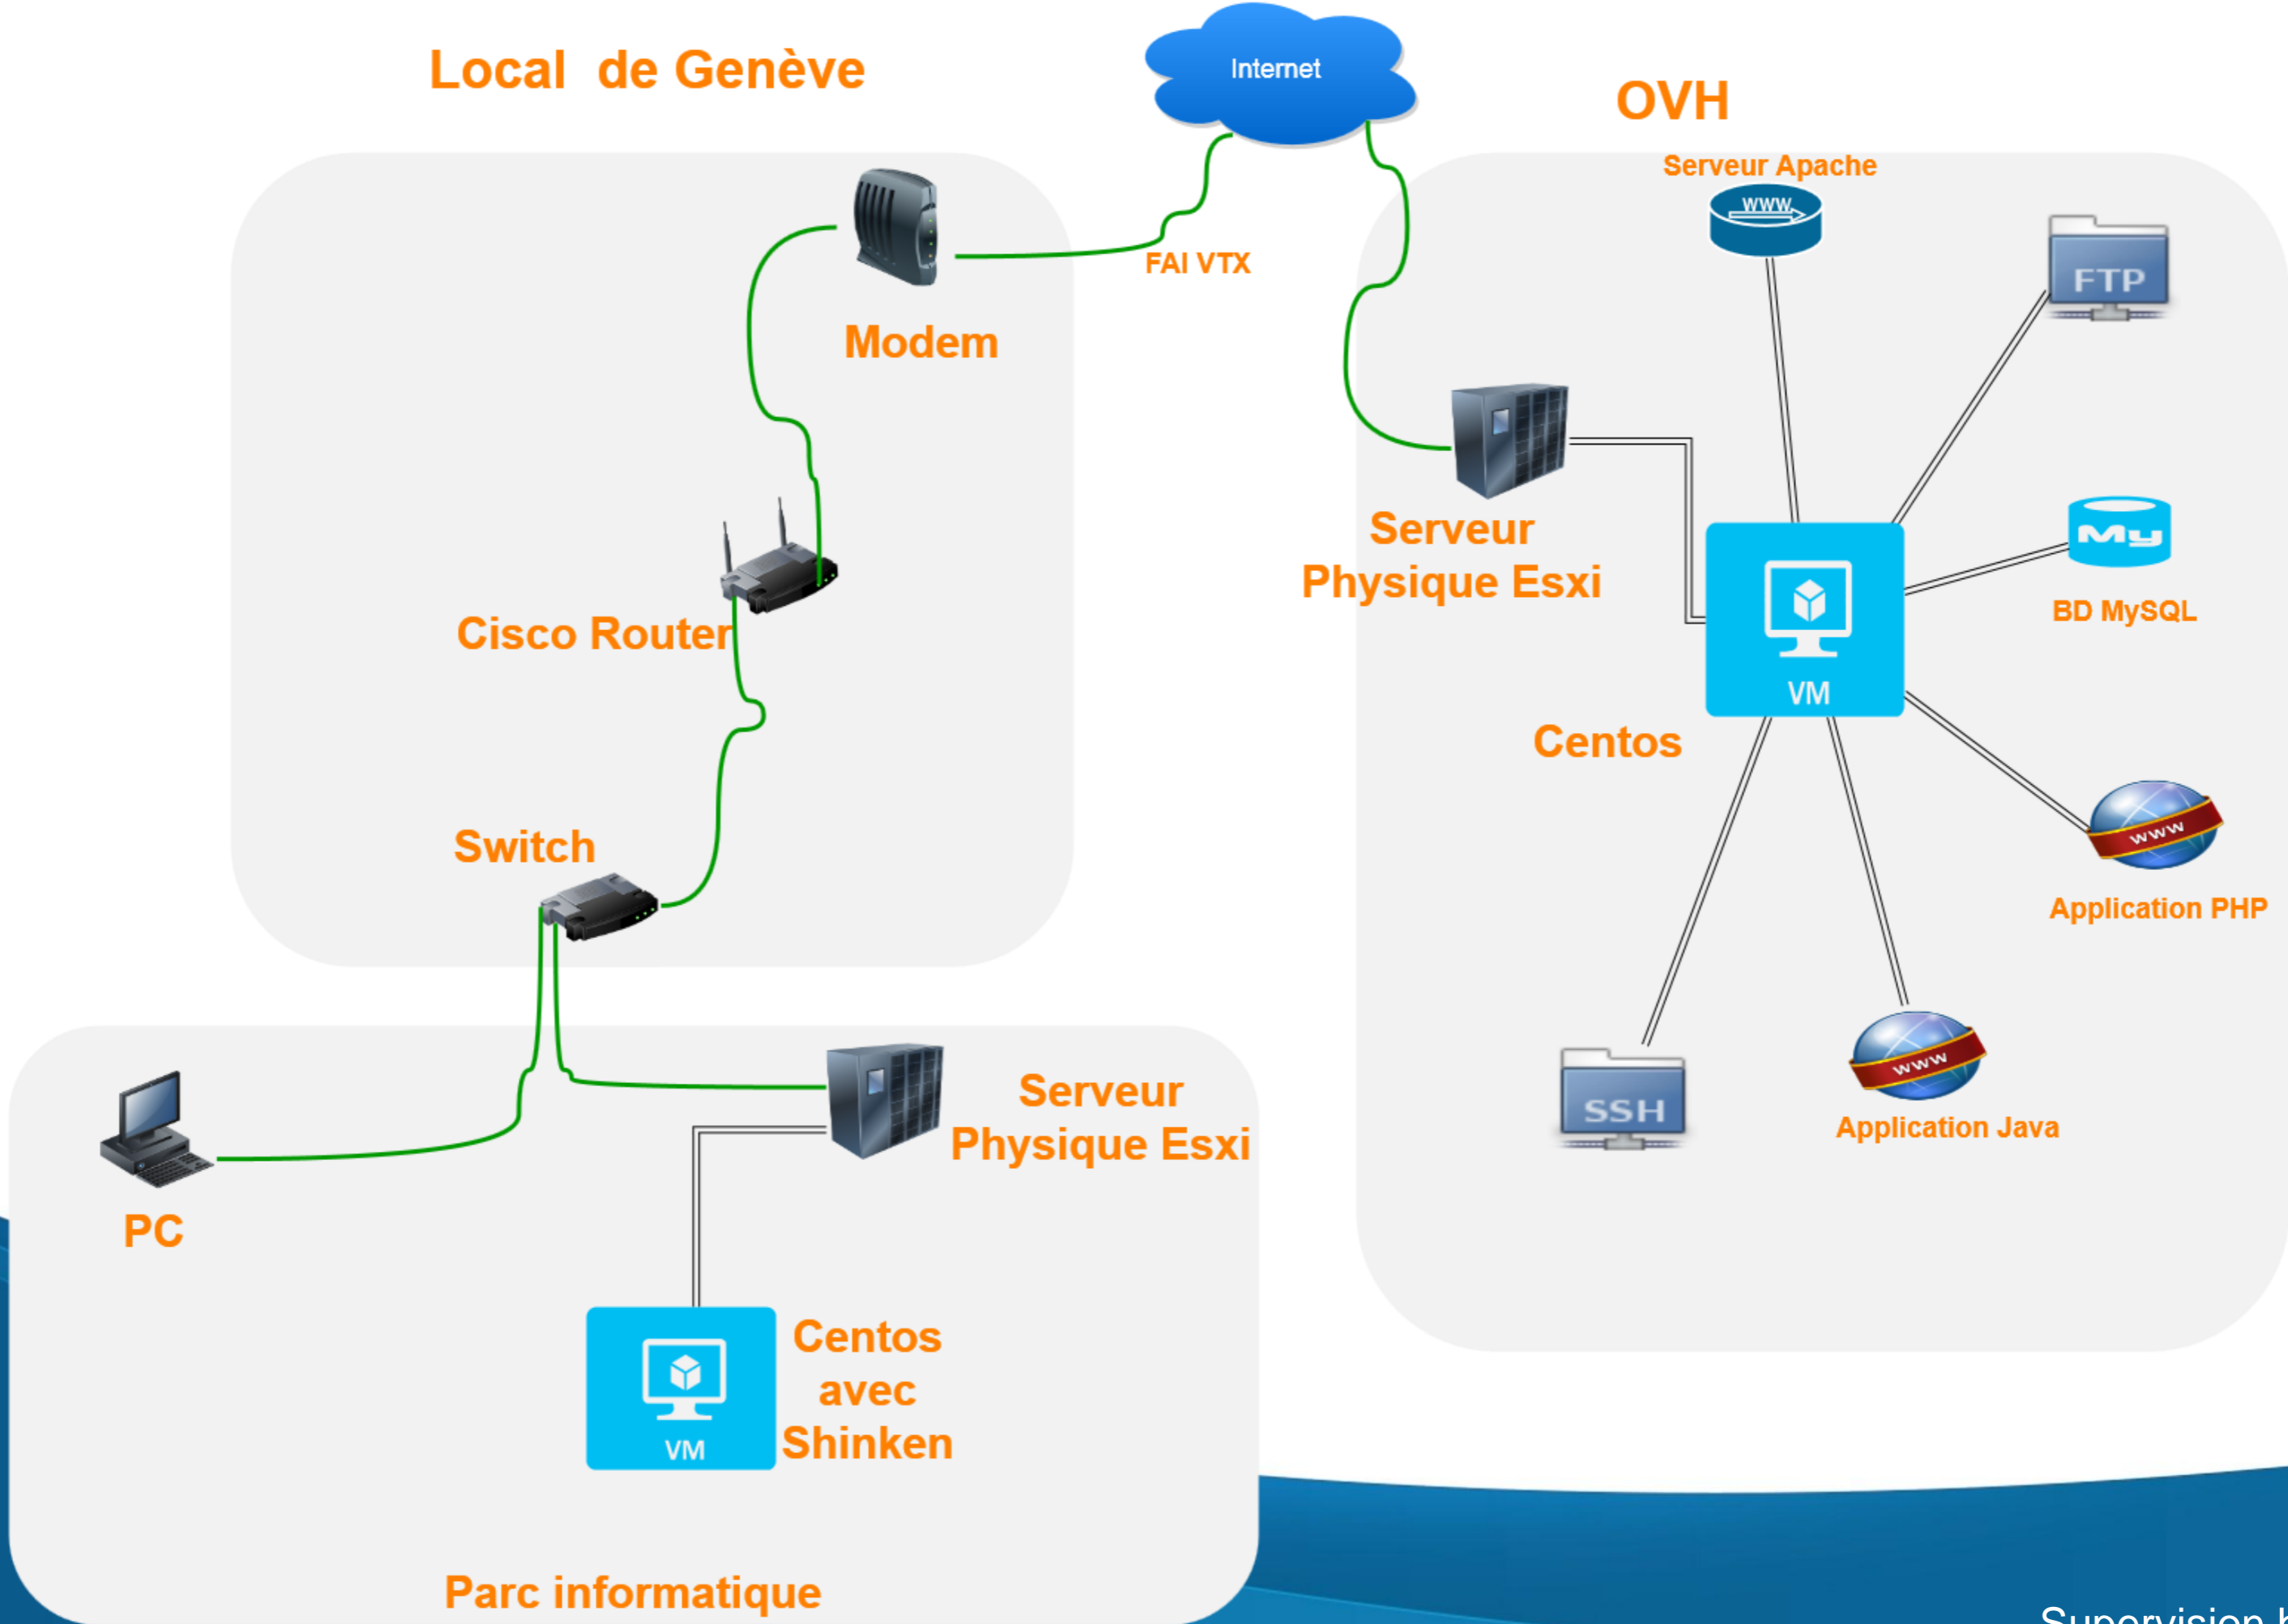 Local de Genève
Internet
OVH
Serveur Apache
WWW
FTP
FAI VTX
Modem
Serveur
Physique Esxi
My
BD MySQL
Cisco Router
VM
Centos
Switch
www
Application PHP
SSH
www
Application Java
PC
Serveur
Physique Esxi
VM
Centos
avec
Shinken
Parc informatique
Supervision